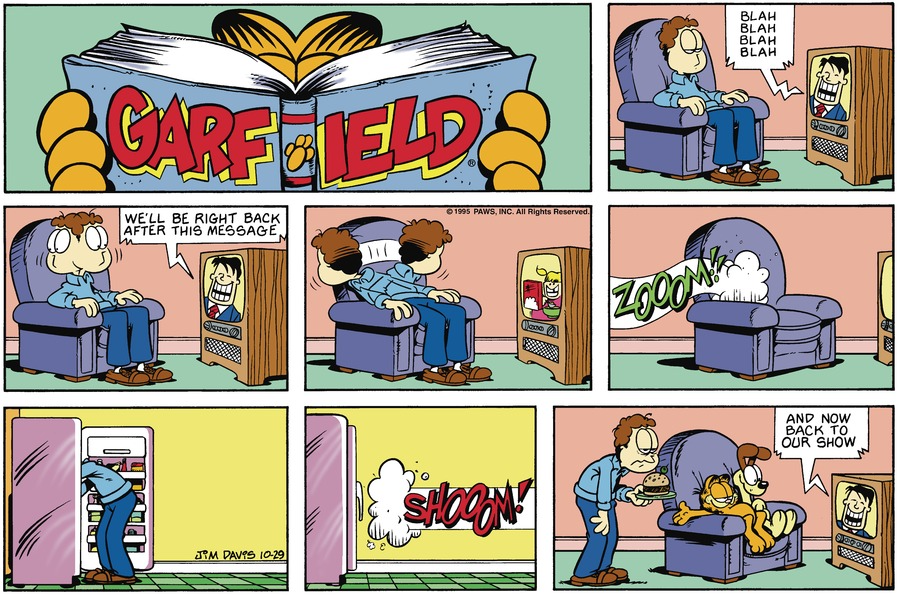 GARFIELD ®
BLAH
BLAH
BLAH
BLAH
WE'LL BE RIGHT BACK
AFTER THIS MESSAGE
© 1995 PAWS, INC. All Rights Reserved.
ZOOOM!
JIM DAVIS 10-29
SHOOOM!
AND NOW
BACK TO
OUR SHOW